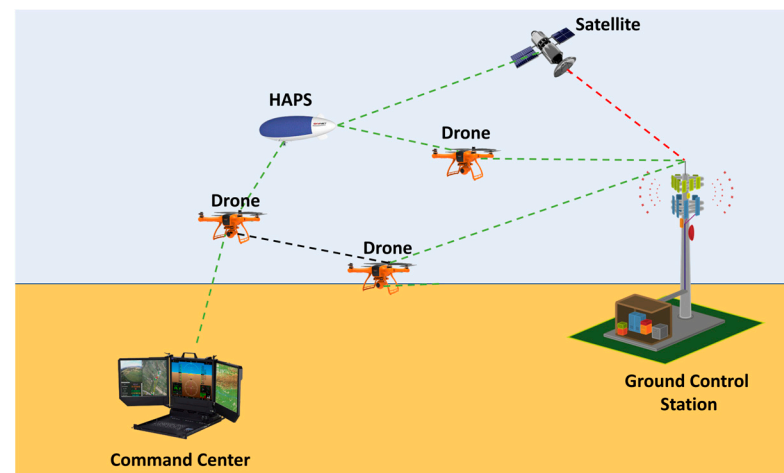 Satellite
HAPS
Drone
Drone
Drone
Ground Control
Station
Command Center